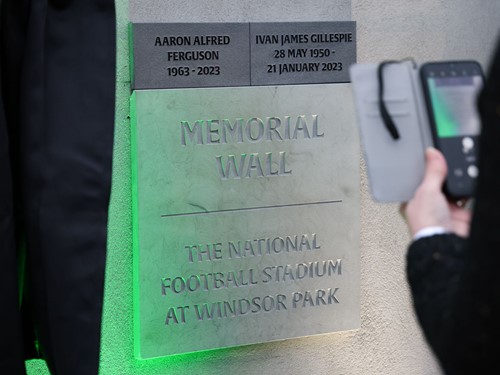 AARON ALFRED
FERGUSON
1963 - 2023
IVAN JAMES GILLESPIE
28 MAY 1950 -
21 JANUARY 2023
MEMORIAL
WALL
THE NATIONAL
FOOTBALL STADIUM
AT WINDSOR PARK